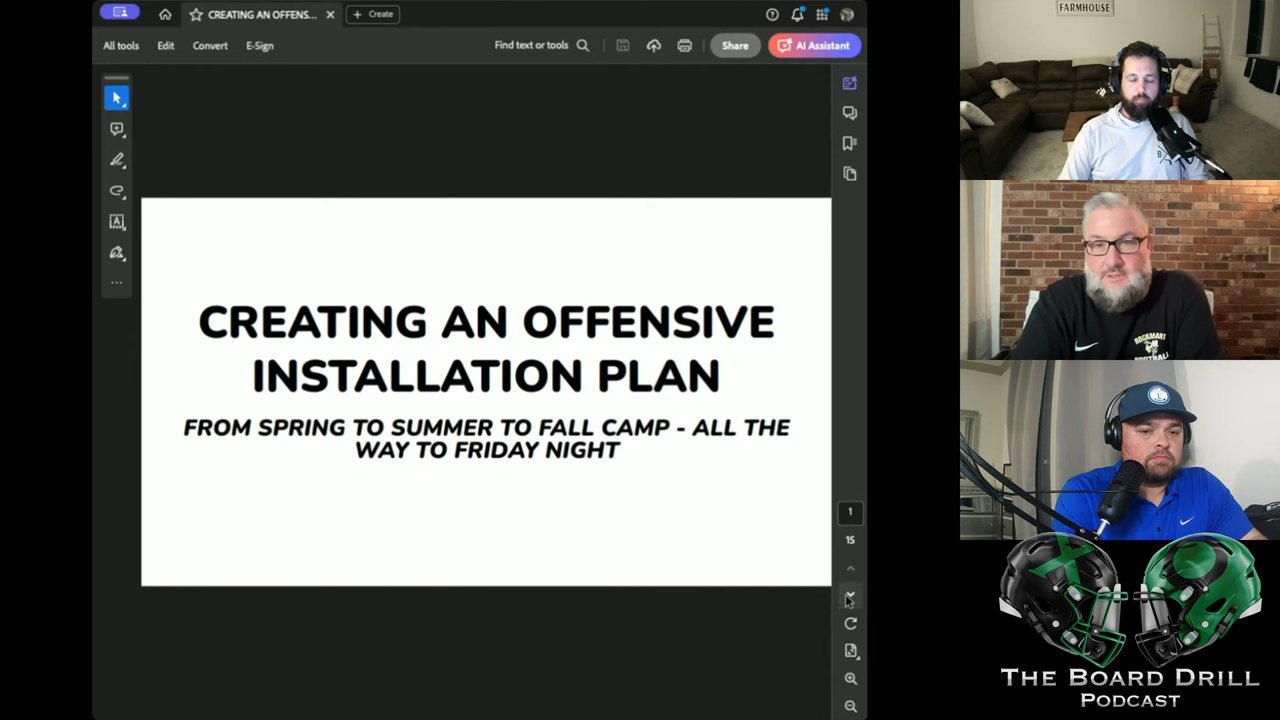 CREATING AN OFFENS...
Create
All tools
Edit
Convert
E-Sign
Find text or tools
Share
AI Assistant
CREATING AN OFFENSIVE
INSTALLATION PLAN
FROM SPRING TO SUMMER TO FALL CAMP - ALL THE
WAY TO FRIDAY NIGHT
1
15
FARMHOUSE
B
ROCKMART
FOOTBALL
L
THE BOARD DRILL
PODCAST